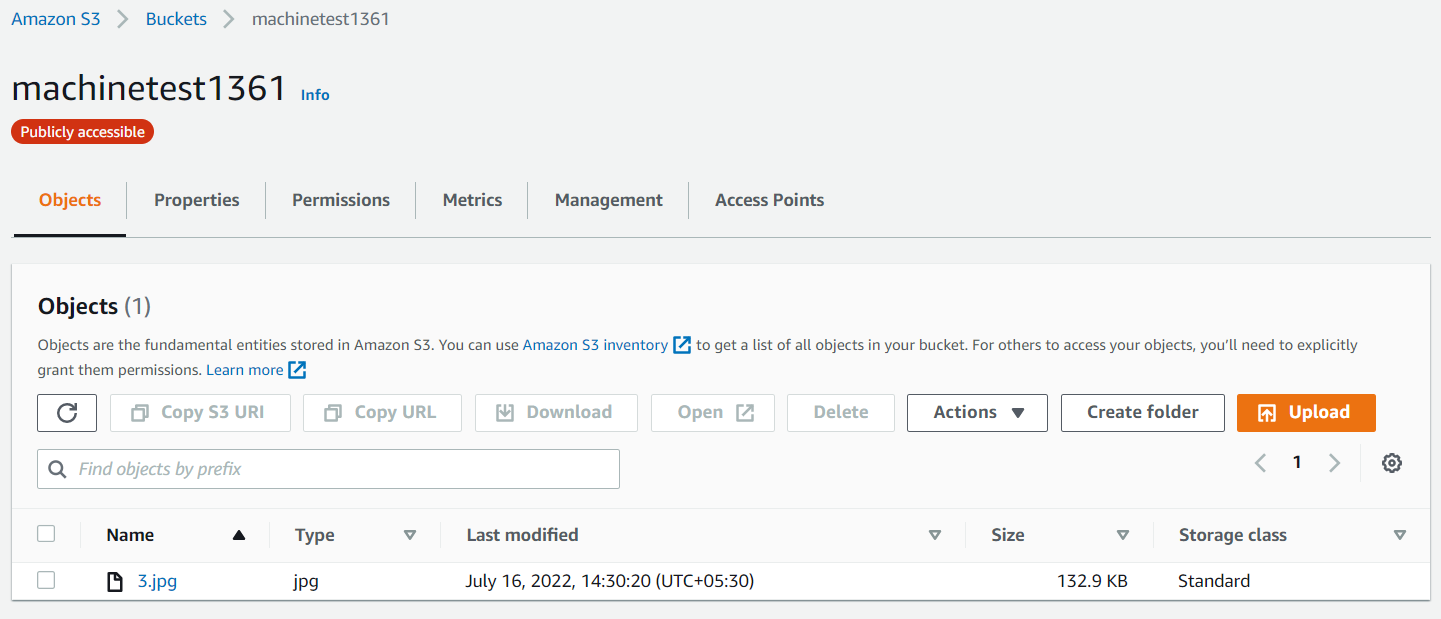 Amazon S3 > Buckets > machinetest1361
machinetest1361 Info
Publicly accessible
Objects Properties Permissions Metrics Management Access Points
Objects (1)
Objects are the fundamental entities stored in Amazon S3. You can use Amazon S3 inventory to get a list of all objects in your bucket. For others to access your objects, you'll need to explicitly
grant them permissions. Learn more
Copy S3 URI Copy URL Download Open Delete Actions Create folder Upload
Find objects by prefix 1
Name Type Last modified Size Storage class
3.jpg jpg July 16, 2022, 14:30:20 (UTC+05:30) 132.9 KB Standard